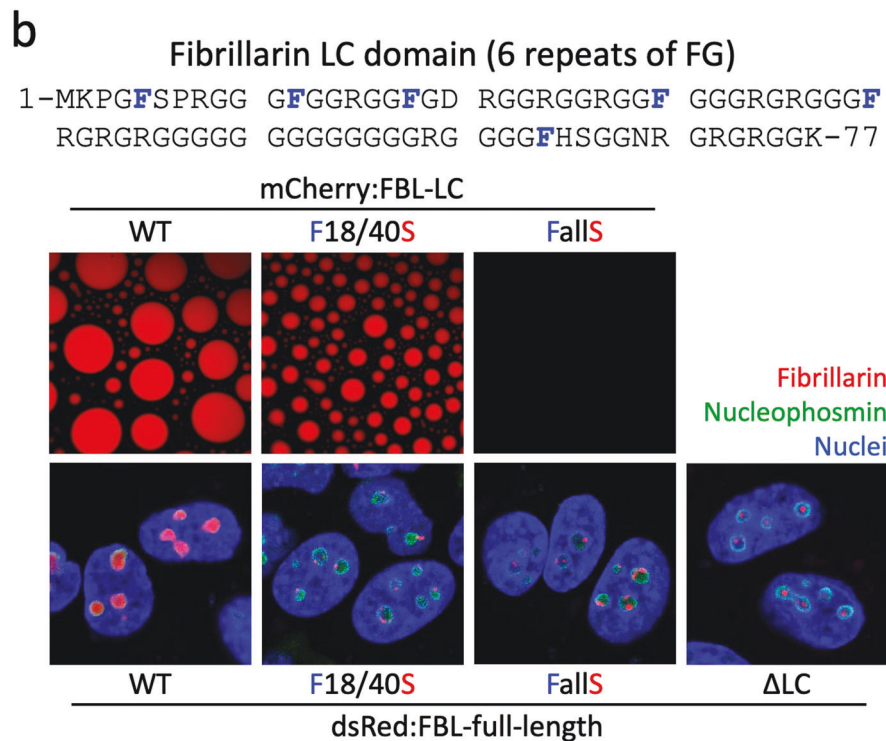 b
Fibrillarin LC domain (6 repeats of FG)
1-MKPGFSPRGG GFGGRGGFGD RGGRGGRGGF GGGRGRGGGF
RGRGRGGGGG GGGGGGGGRG GGGFHSGGNR GRGRGGK-77
mCherry:FBL-LC
WT F18/40S FallS
Fibrillarin
Nucleophosmin
Nuclei
WT F18/40S FallS ΔLC
dsRed:FBL-full-length